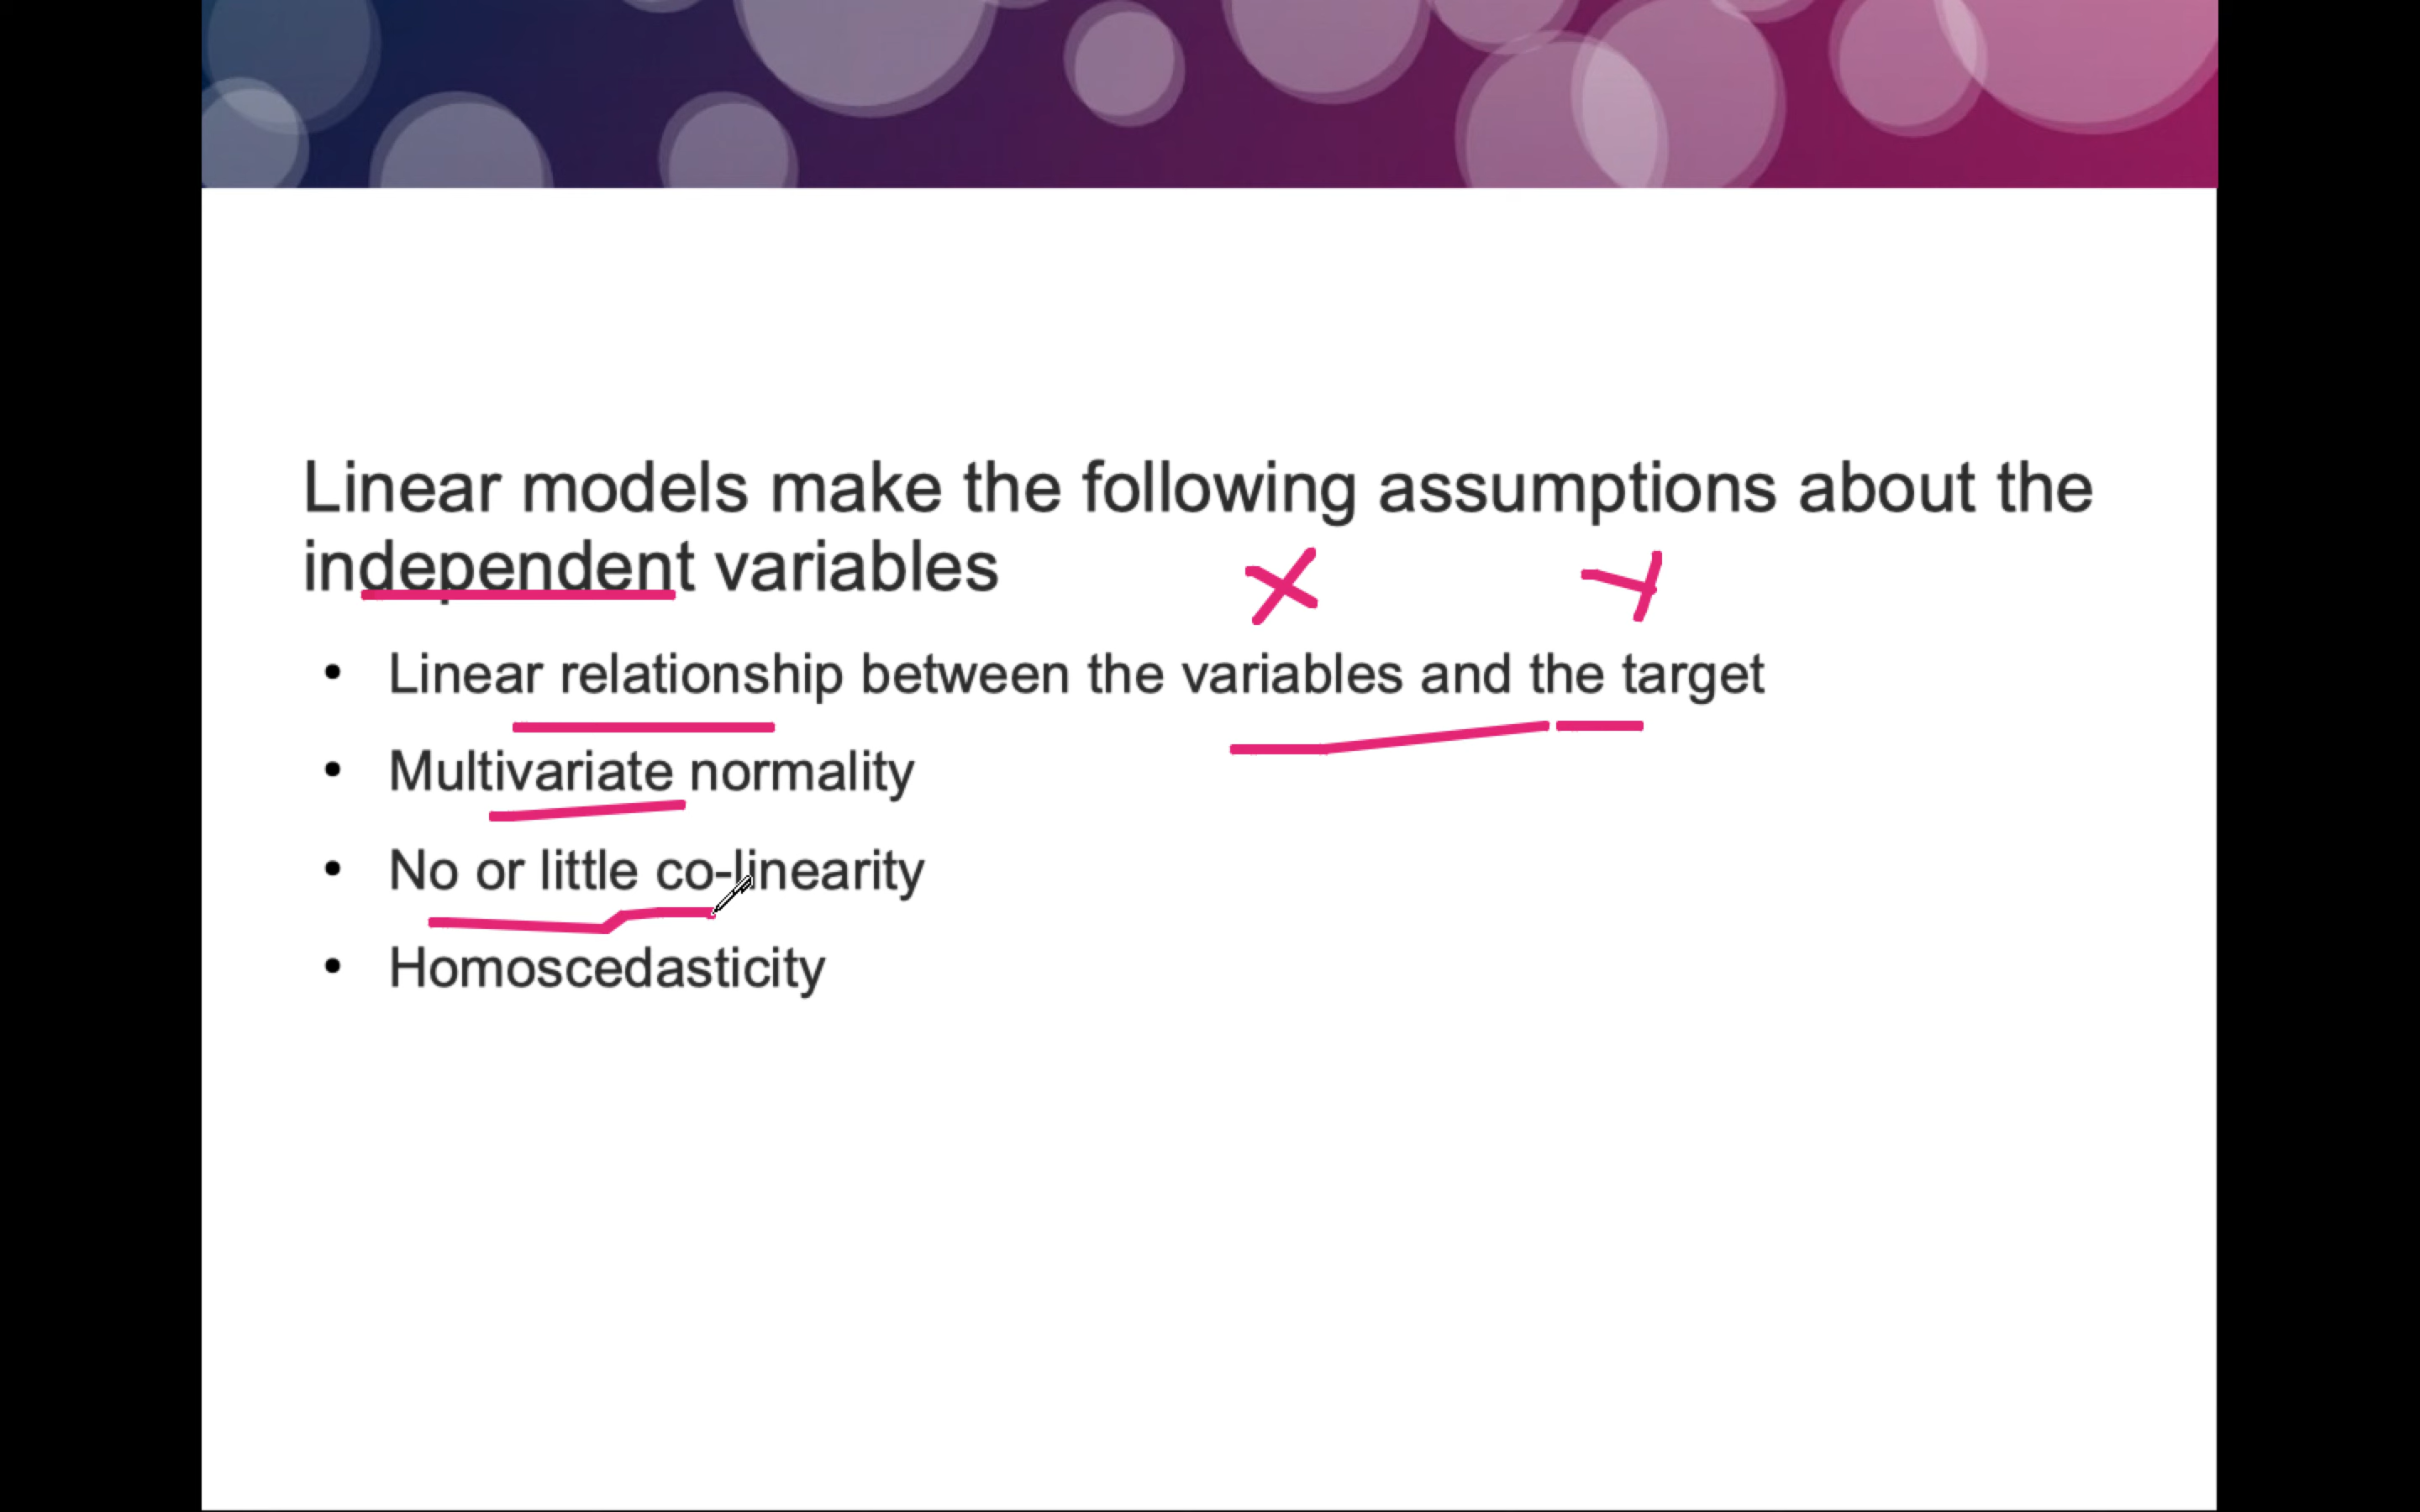 Linear models make the following assumptions about the
independent variables
X Y
• Linear relationship between the variables and the target
• Multivariate normality
• No or little co-linearity
• Homoscedasticity